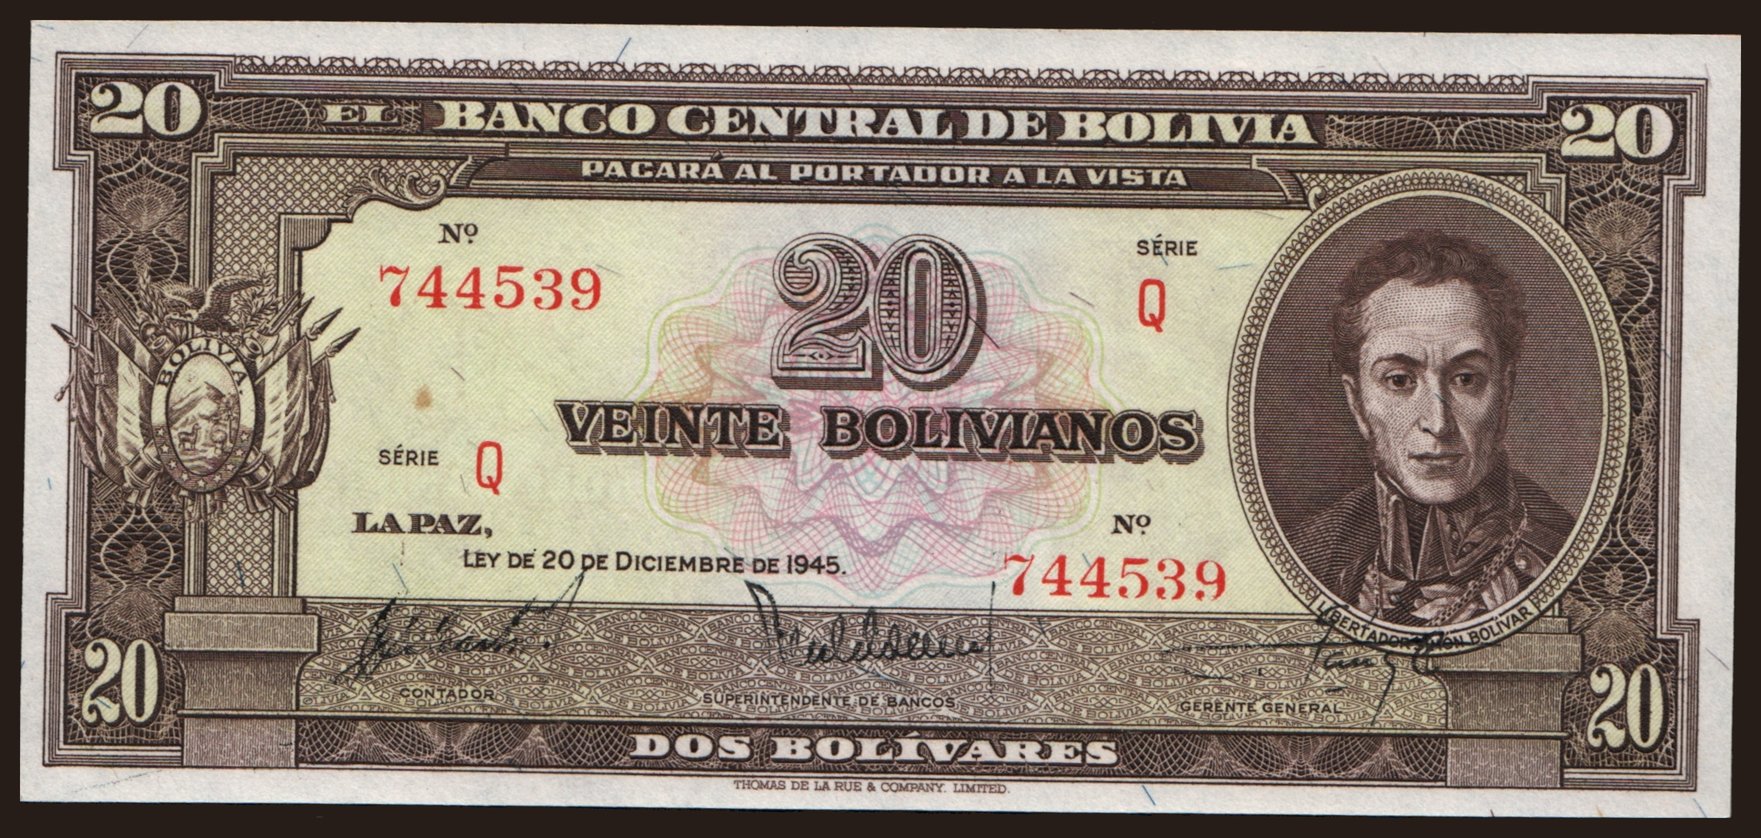 20 EL BANCO CENTRAL DE BOLIVIA 20
PAGARÁ AL PORTADOR A LA VISTA
Nº
744539
20
SÉRIE
Q
BOLIVIA
VEINTE BOLIVIANOS
SÉRIE Q
LA PAZ,
LEY DE 20 DE DICIEMBRE DE 1945.
Nº
744539
LIBERTADOR SIMÓN BOLÍVAR
CONTADOR
SUPERINTENDENTE DE BANCOS
GERENTE GENERAL
20 DOS BOLÍVARES 20
THOMAS DE LA RUE & COMPANY. LIMITED.